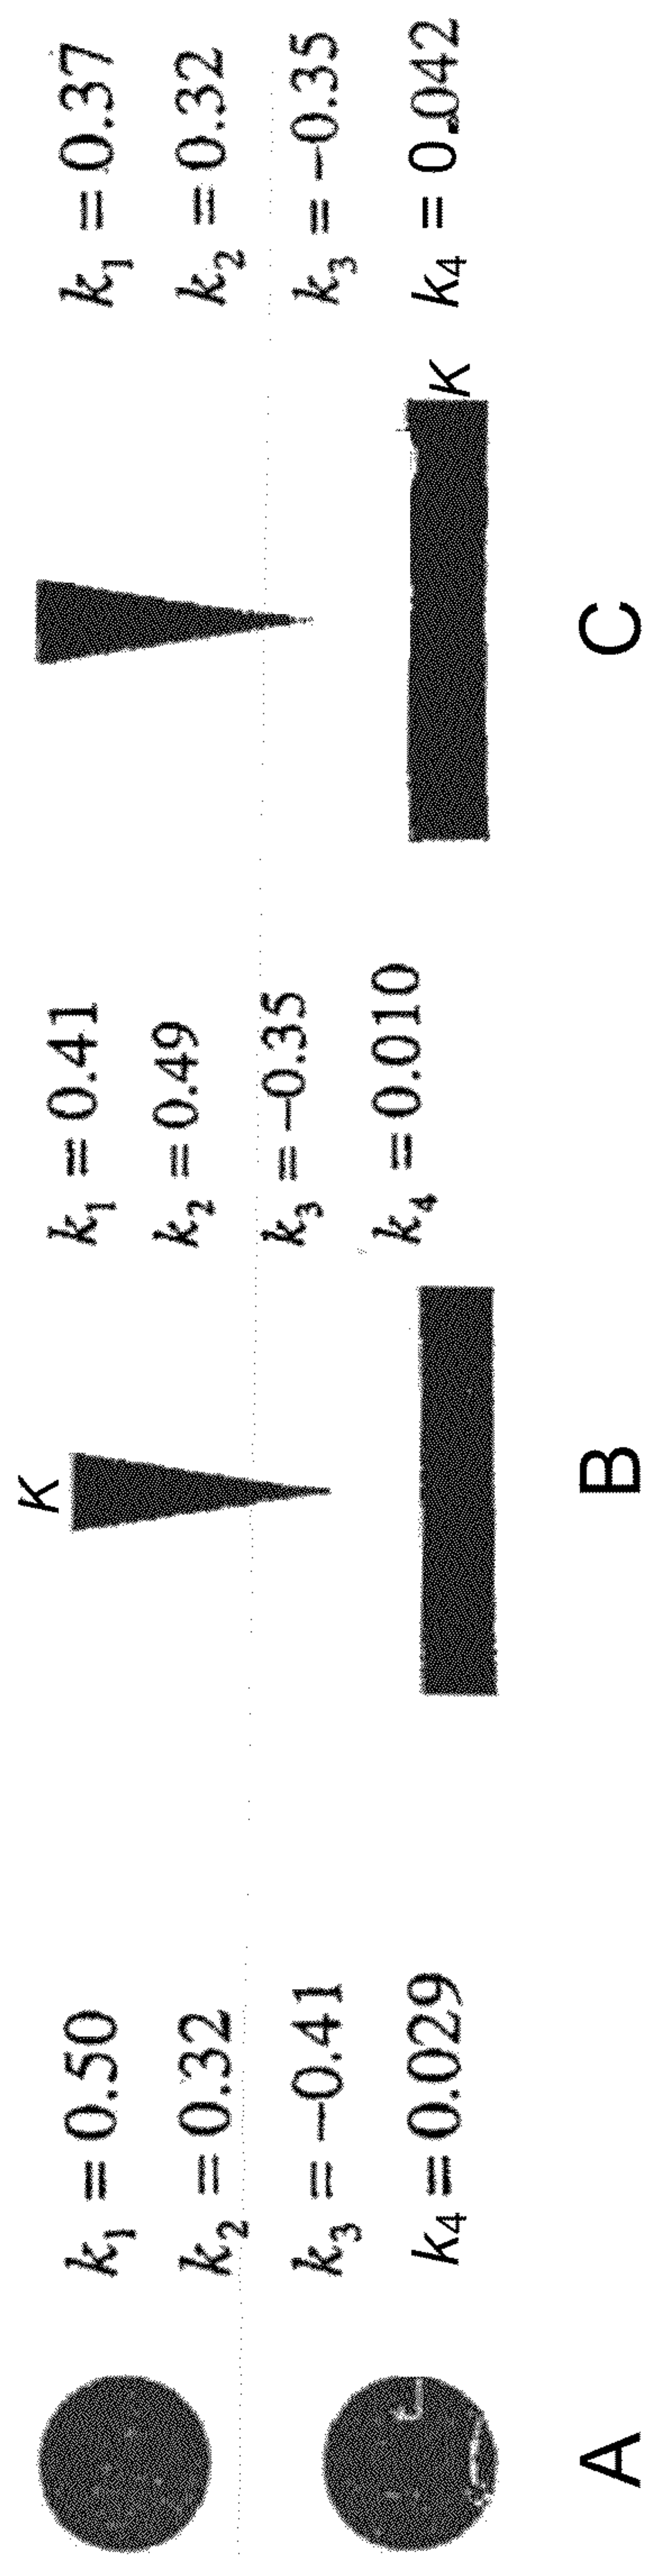 k₁ = 0.50
k₂ = 0.32
k₃ = −0.41
k₄ = 0.029
A
K
k₁ = 0.41
k₂ = 0.49
k₃ = −0.35
k₄ = 0.010
B
k₁ = 0.37
k₂ = 0.32
k₃ = −0.35
K
k₄ = 0.042
C